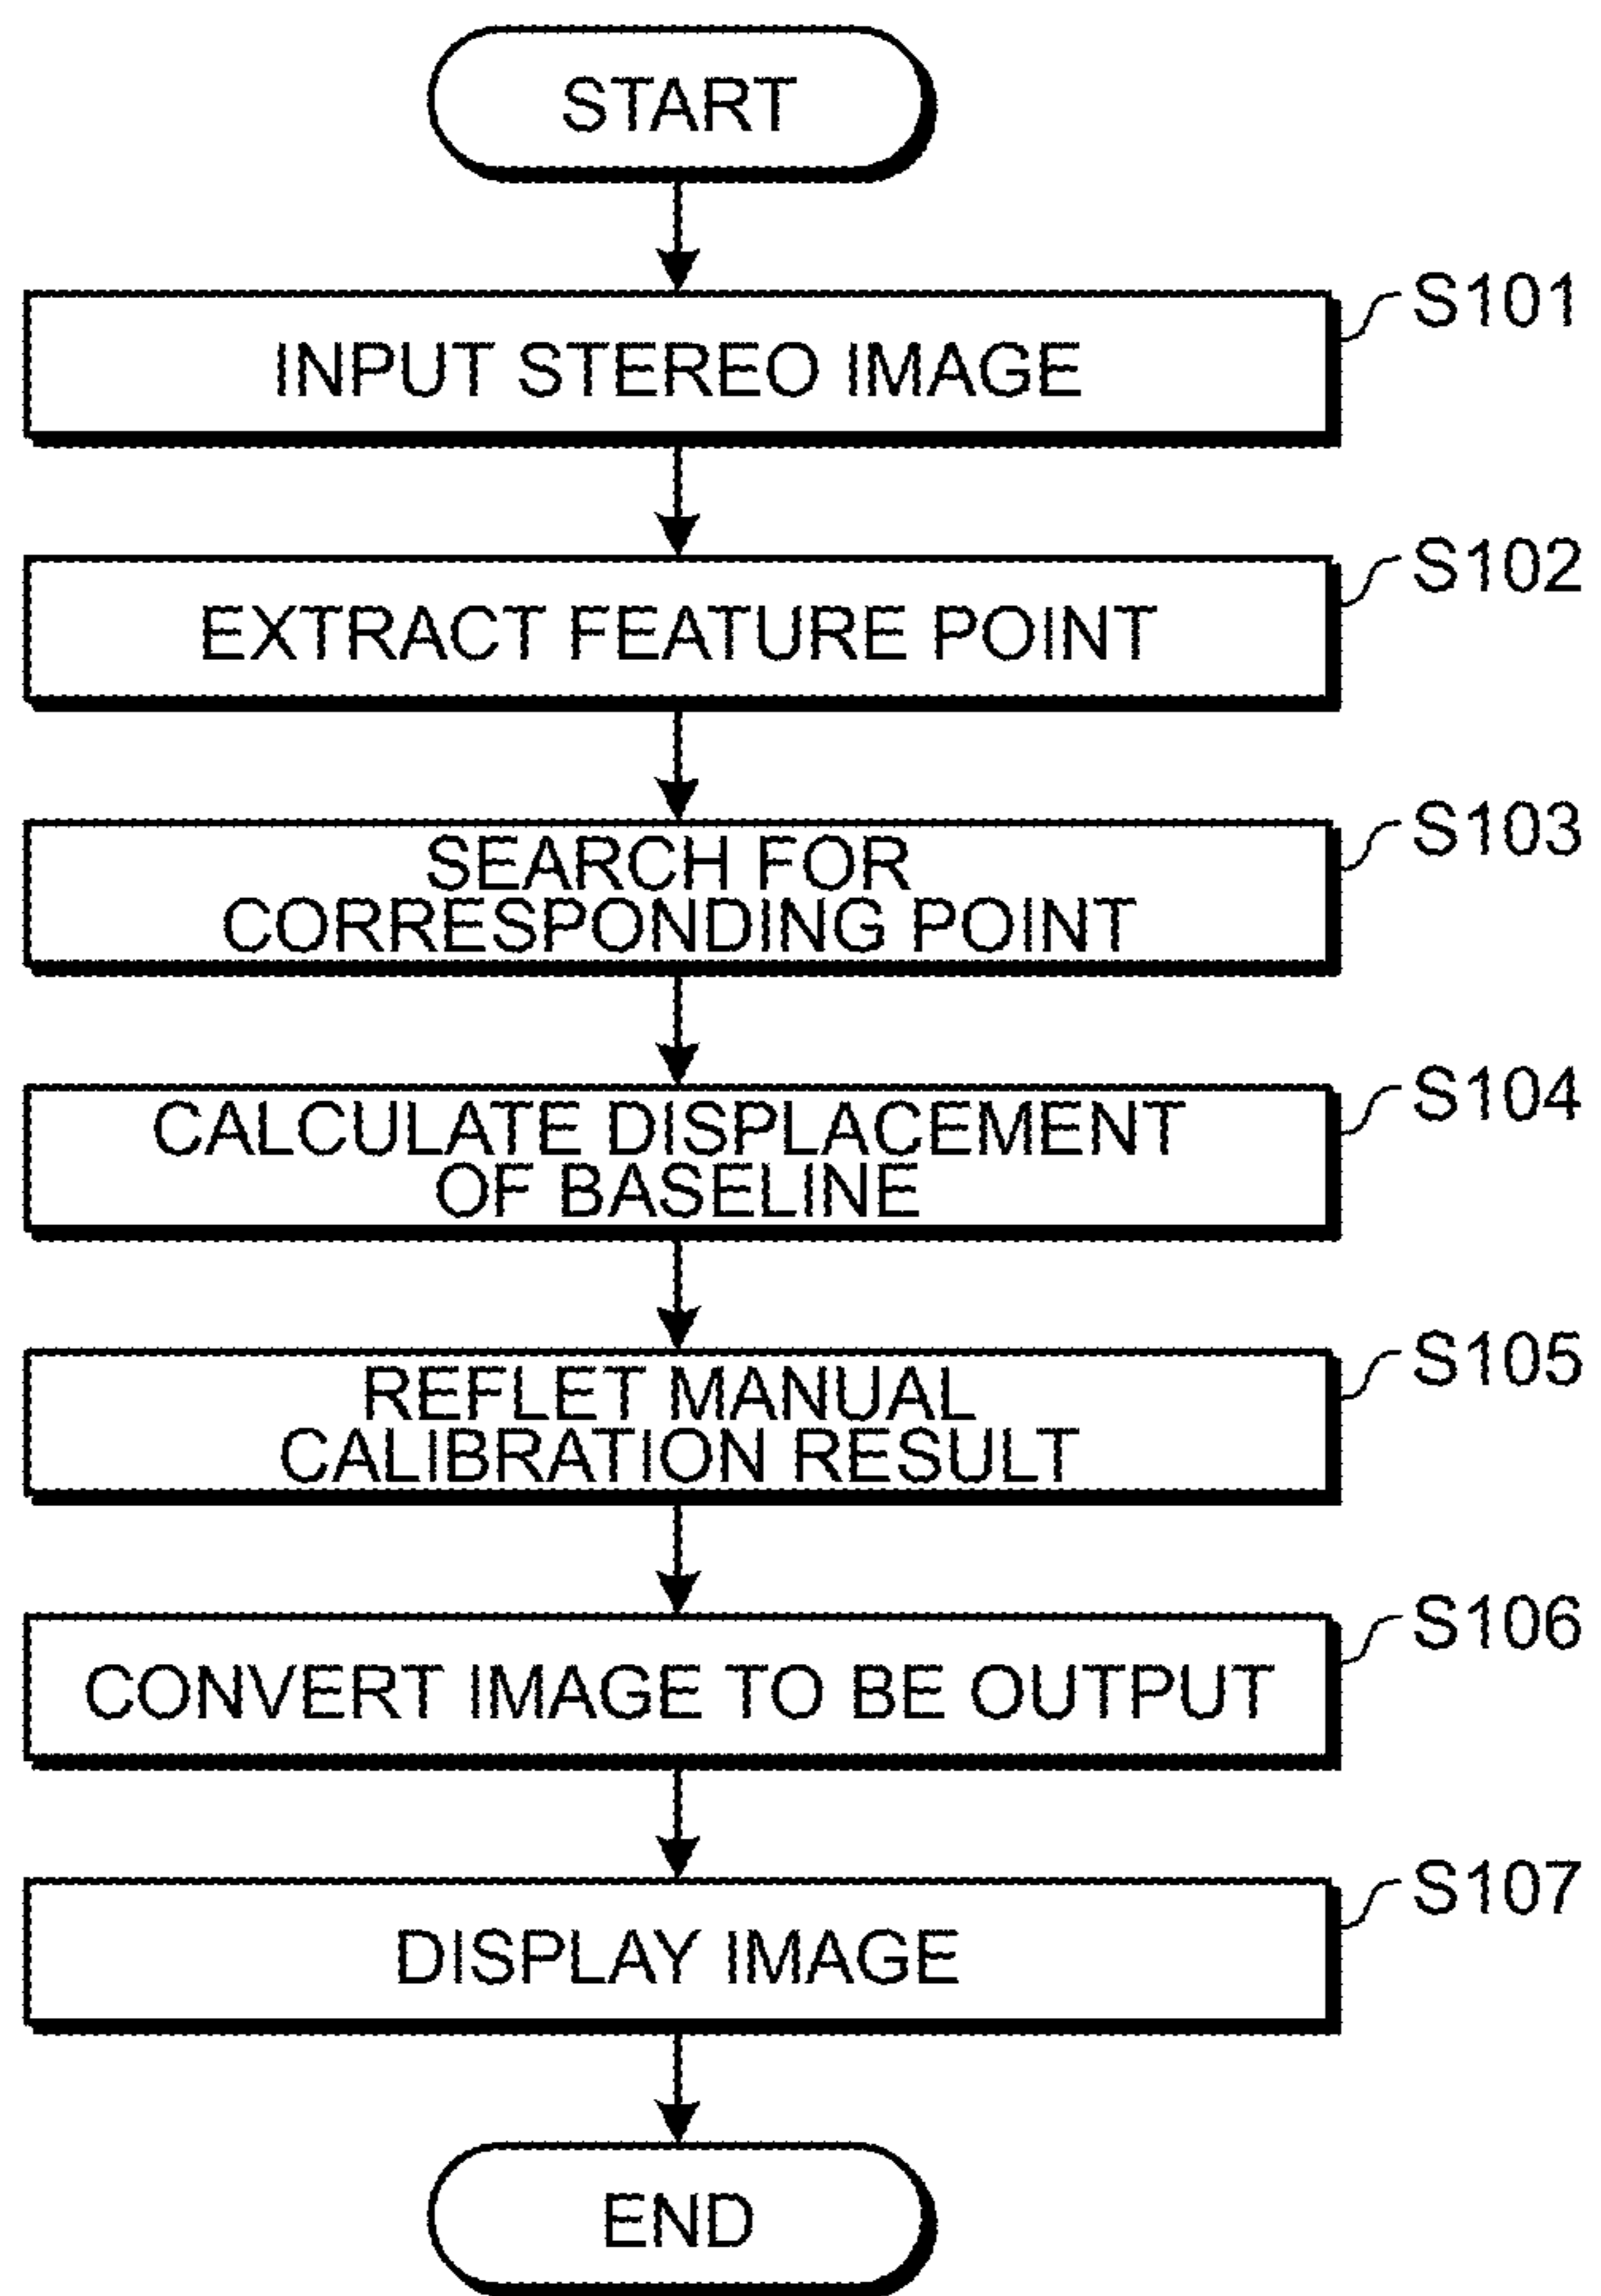 START
S101
INPUT STEREO IMAGE
S102
EXTRACT FEATURE POINT
S103
SEARCH FOR
CORRESPONDING POINT
S104
CALCULATE DISPLACEMENT
OF BASELINE
S105
REFLET MANUAL
CALIBRATION RESULT
S106
CONVERT IMAGE TO BE OUTPUT
S107
DISPLAY IMAGE
END